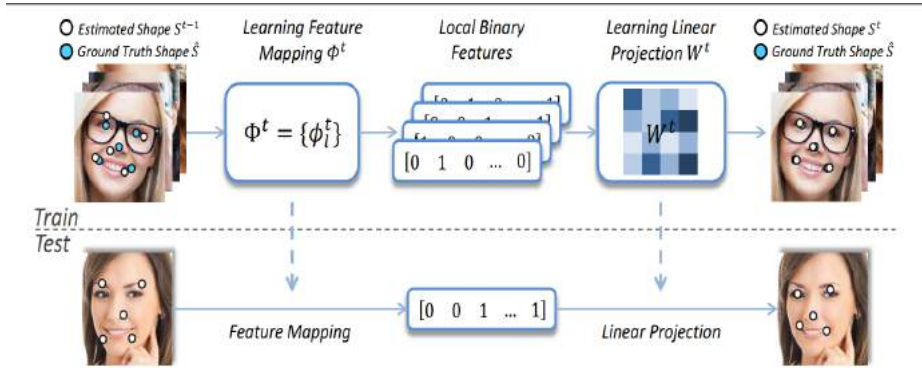 Estimated Shape S^{t-1}
Ground Truth Shape Ŝ
Learning Feature
Mapping Φ^t
Local Binary
Features
Learning Linear
Projection W^t
Estimated Shape S^t
Ground Truth Shape Ŝ
Φ^t = {ϕ_l^t}
[0 1 0 ... 0]
W^t
Train
Test
[0 0 1 ... 1]
Feature Mapping
Linear Projection